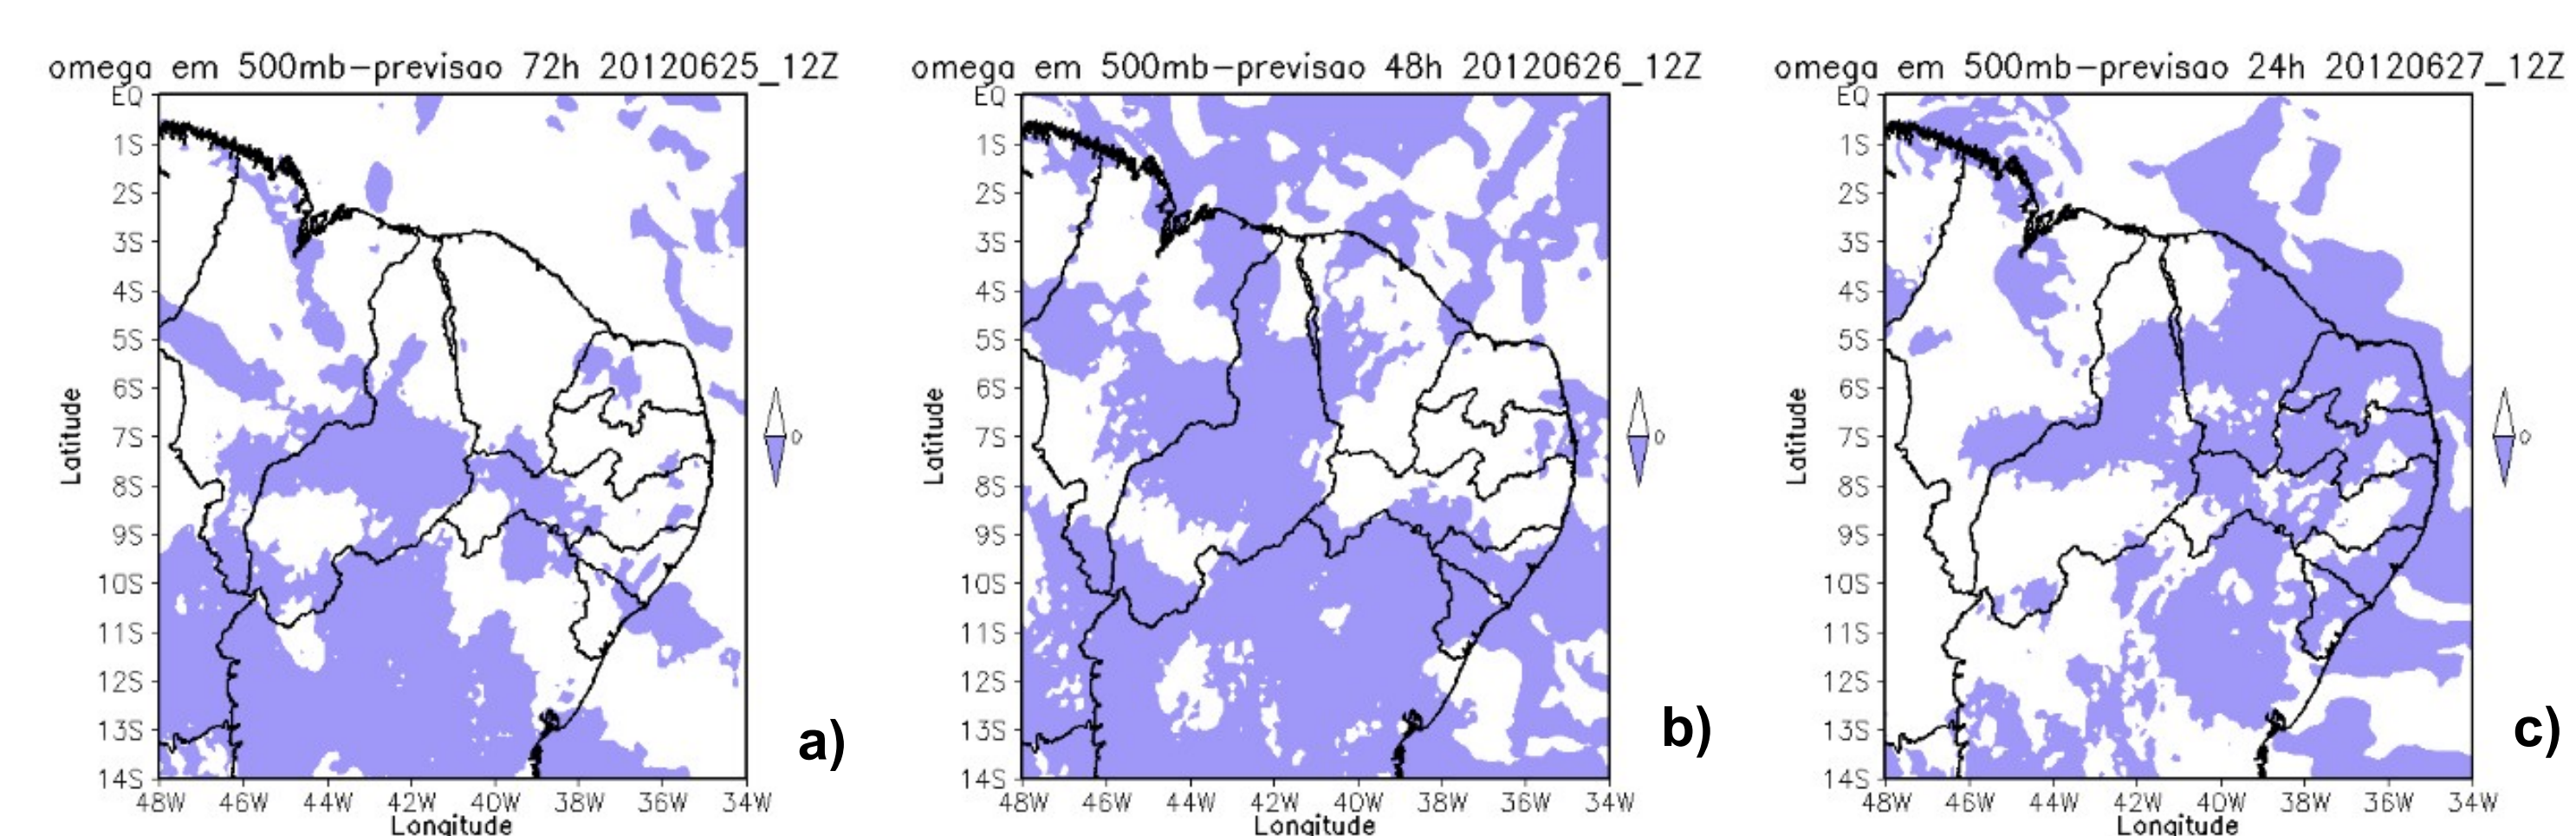 omega em 500mb-previsao 72h 20120625_12Z
EQ
1S
2S
3S
4S
5S
6S
7S
8S
9S
10S
11S
12S
13S
14S
Latitude
48W 46W 44W 42W 40W 38W 36W 34W
Longitude
0
a)
omega em 500mb-previsao 48h 20120626_12Z
EQ
1S
2S
3S
4S
5S
6S
7S
8S
9S
10S
11S
12S
13S
14S
Latitude
48W 46W 44W 42W 40W 38W 36W 34W
Longitude
0
b)
omega em 500mb-previsao 24h 20120627_12Z
EQ
1S
2S
3S
4S
5S
6S
7S
8S
9S
10S
11S
12S
13S
14S
Latitude
48W 46W 44W 42W 40W 38W 36W 34W
Longitude
0
c)